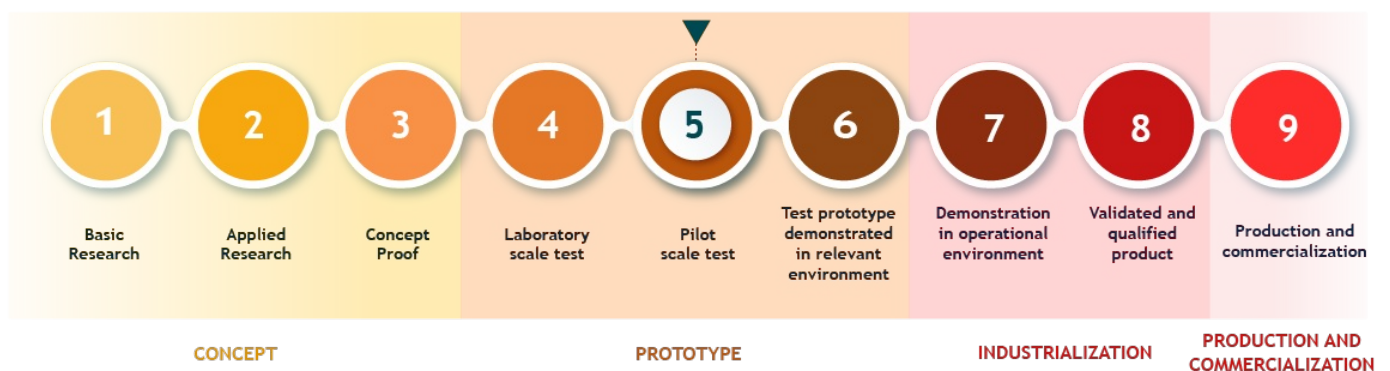 1
2
3
4
5
6
7
8
9
Basic
Research
Applied
Research
Concept
Proof
Laboratory
scale test
Pilot
scale test
Test prototype
demonstrated
in relevant
environment
Demonstration
in operational
environment
Validated and
qualified
product
Production and
commercialization
CONCEPT
PROTOTYPE
INDUSTRIALIZATION
PRODUCTION AND
COMMERCIALIZATION